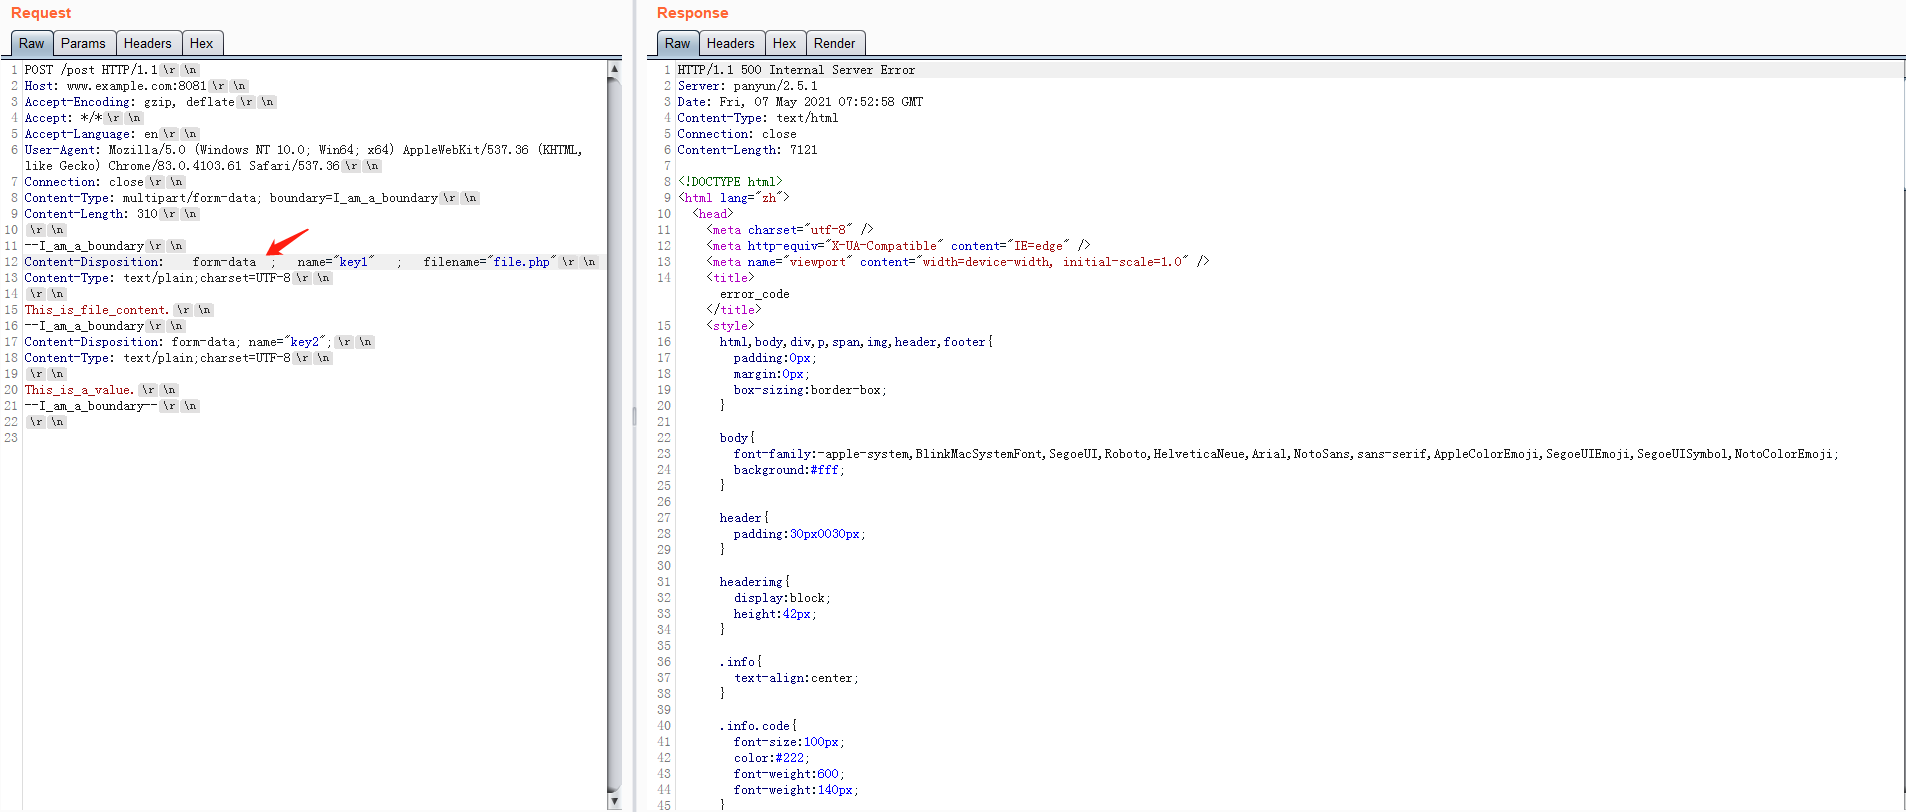 Request
Raw Params Headers Hex
1 POST /post HTTP/1.1 \r \n
2 Host: www.example.com:8081 \r \n
3 Accept-Encoding: gzip, deflate \r \n
4 Accept: */* \r \n
5 Accept-Language: en \r \n
6 User-Agent: Mozilla/5.0 (Windows NT 10.0; Win64; x64) AppleWebKit/537.36 (KHTML,
like Gecko) Chrome/83.0.4103.61 Safari/537.36 \r \n
7 Connection: close \r \n
8 Content-Type: multipart/form-data; boundary=I_am_a_boundary \r \n
9 Content-Length: 310 \r \n
10 \r \n
11 --I_am_a_boundary \r \n
12 Content-Disposition:    form-data  ;   name="key1"   ;   filename="file.php" \r \n
13 Content-Type: text/plain;charset=UTF-8 \r \n
14 \r \n
15 This_is_file_content. \r \n
16 --I_am_a_boundary \r \n
17 Content-Disposition: form-data; name="key2"; \r \n
18 Content-Type: text/plain;charset=UTF-8 \r \n
19 \r \n
20 This_is_a_value. \r \n
21 --I_am_a_boundary-- \r \n
22 \r \n
23
Response
Raw Headers Hex Render
1 HTTP/1.1 500 Internal Server Error
2 Server: panyun/2.5.1
3 Date: Fri, 07 May 2021 07:52:58 GMT
4 Content-Type: text/html
5 Connection: close
6 Content-Length: 7121
7
8 <!DOCTYPE html>
9 <html lang="zh">
10 <head>
11 <meta charset="utf-8" />
12 <meta http-equiv="X-UA-Compatible" content="IE=edge" />
13 <meta name="viewport" content="width=device-width, initial-scale=1.0" />
14 <title>
error_code
</title>
15 <style>
16 html,body,div,p,span,img,header,footer{
17 padding:0px;
18 margin:0px;
19 box-sizing:border-box;
20 }
21
22 body{
23 font-family:-apple-system,BlinkMacSystemFont,SegoeUI,Roboto,HelveticaNeue,Arial,NotoSans,sans-serif,AppleColorEmoji,SegoeUIEmoji,SegoeUISymbol,NotoColorEmoji;
24 background:#fff;
25 }
26
27 header{
28 padding:30px0030px;
29 }
30
31 headerimg{
32 display:block;
33 height:42px;
34 }
35
36 .info{
37 text-align:center;
38 }
39
40 .info.code{
41 font-size:100px;
42 color:#222;
43 font-weight:600;
44 font-weight:140px;
45 }